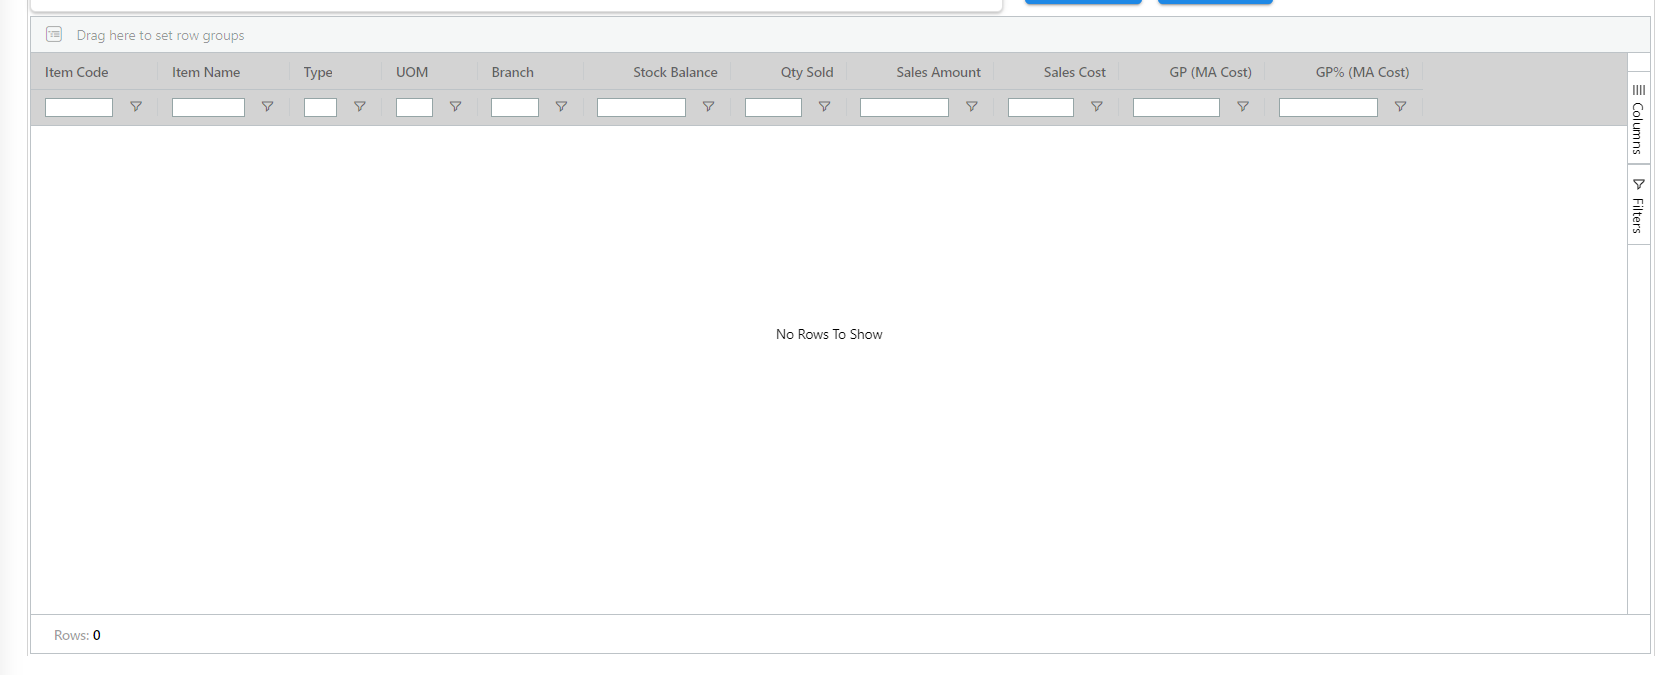 Drag here to set row groups
Item Code Item Name Type UOM Branch Stock Balance Qty Sold Sales Amount Sales Cost GP (MA Cost) GP% (MA Cost)
Columns
Filters
No Rows To Show
Rows: 0